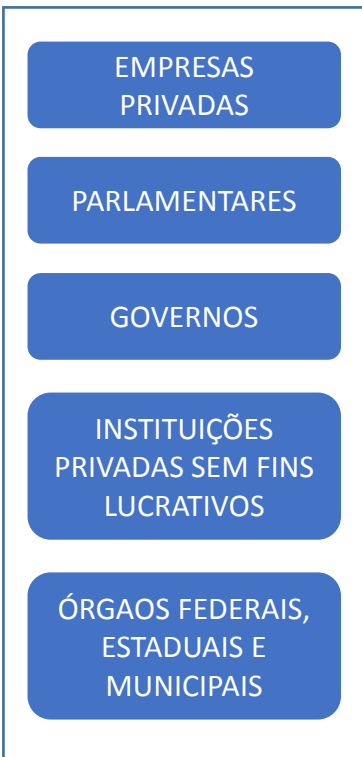 EMPRESAS
PRIVADAS
PARLAMENTARES
GOVERNOS
INSTITUIÇÕES
PRIVADAS SEM FINS
LUCRATIVOS
ÓRGAOS FEDERAIS,
ESTADUAIS E
MUNICIPAIS